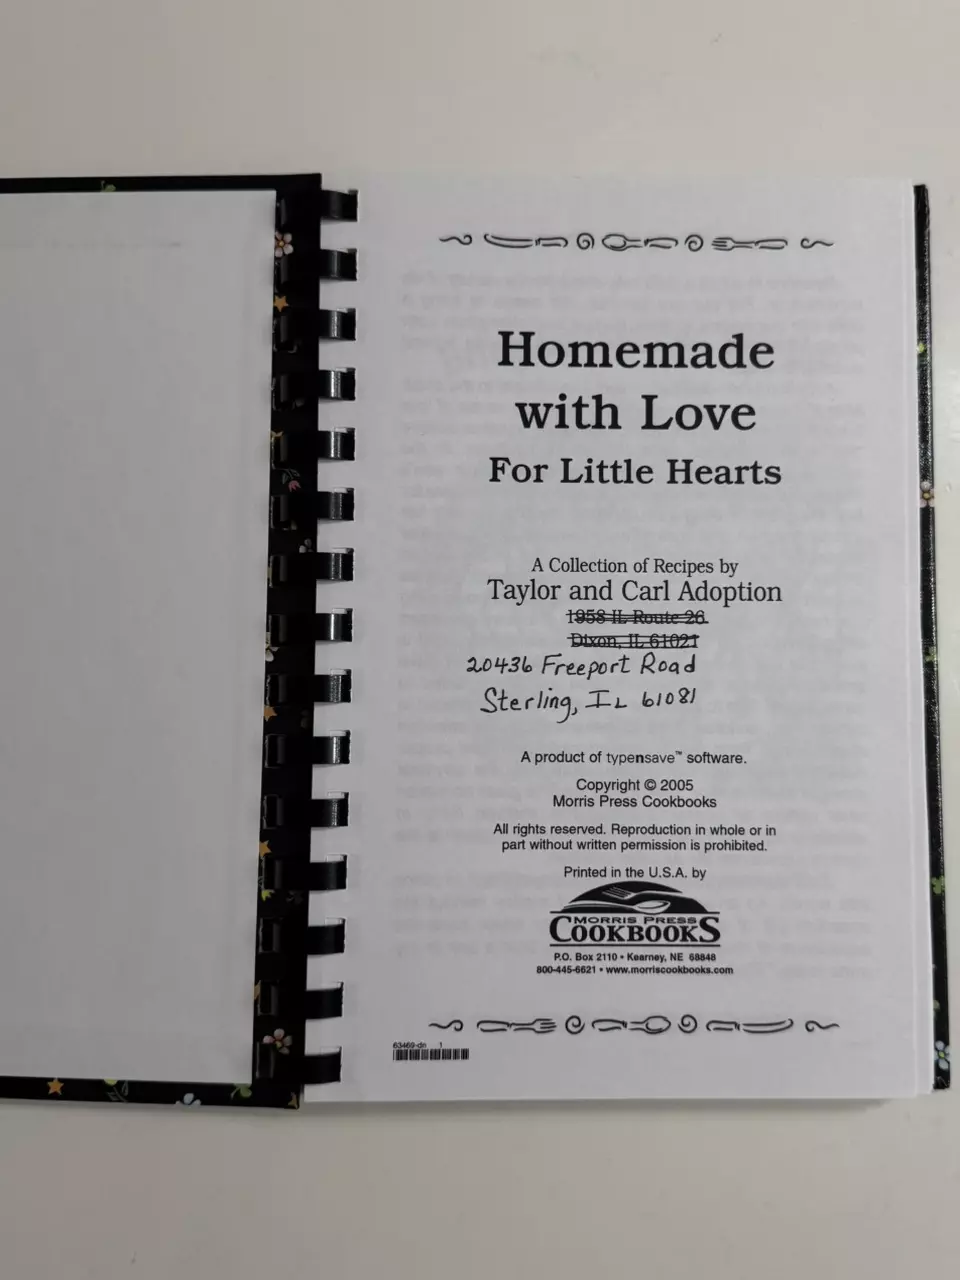 Homemade
with Love
For Little Hearts
A Collection of Recipes by
Taylor and Carl Adoption
1958 IL Route 26
Dixon, IL 61021
20436 Freeport Road
Sterling, IL 61081
A product of typensave™ software.
Copyright © 2005
Morris Press Cookbooks
All rights reserved. Reproduction in whole or in
part without written permission is prohibited.
Printed in the U.S.A. by
MORRIS PRESS
COOKBOOKS
P.O. Box 2110 • Kearney, NE 68848
800-445-6621 • www.morriscookbooks.com
63469-dn 1